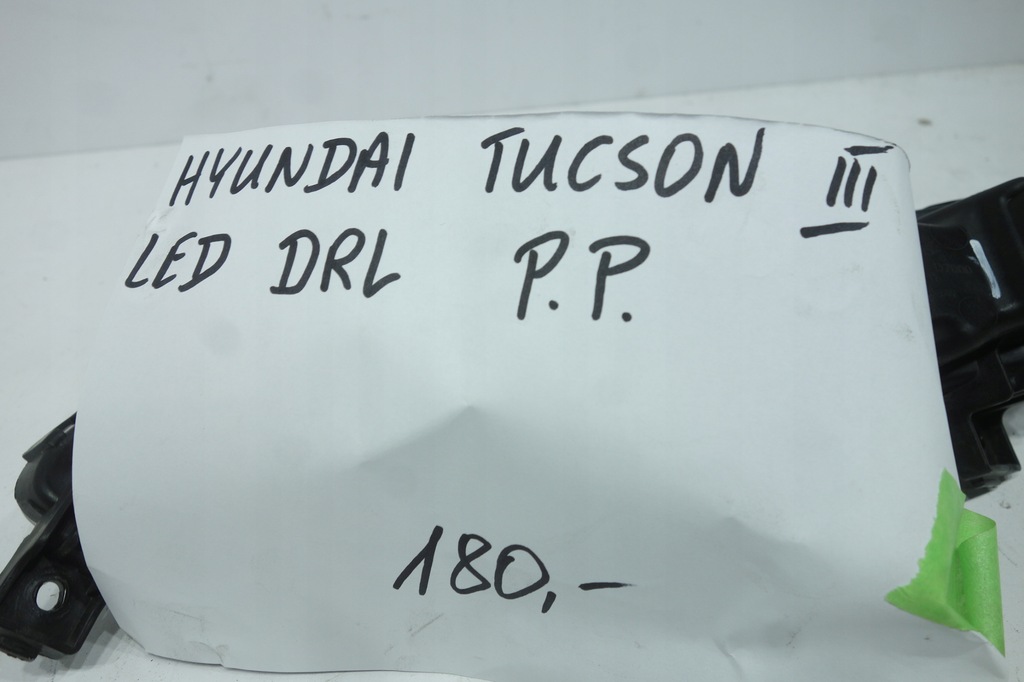 HYUNDAI TUCSON III
LED DRL P.P.
180,-